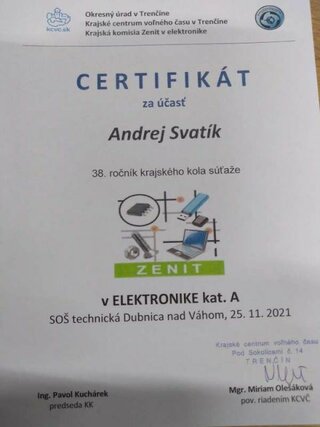 kcvc.sk
Okresný úrad v Trenčíne
Krajské centrum voľného času v Trenčíne
Krajská komisia Zenit v elektronike
CERTIFIKÁT
za účasť
Andrej Svatík
38. ročník krajského kola súťaže
ZENIT
v ELEKTRONIKE kat. A
SOŠ technická Dubnica nad Váhom, 25. 11. 2021
Krajské centrum voľného času
Pod Sokolicami č. 14
TRENČÍN
Ing. Pavol Kuchárek
predseda KK
Mgr. Miriam Olešáková
pov. riadením KCVČ